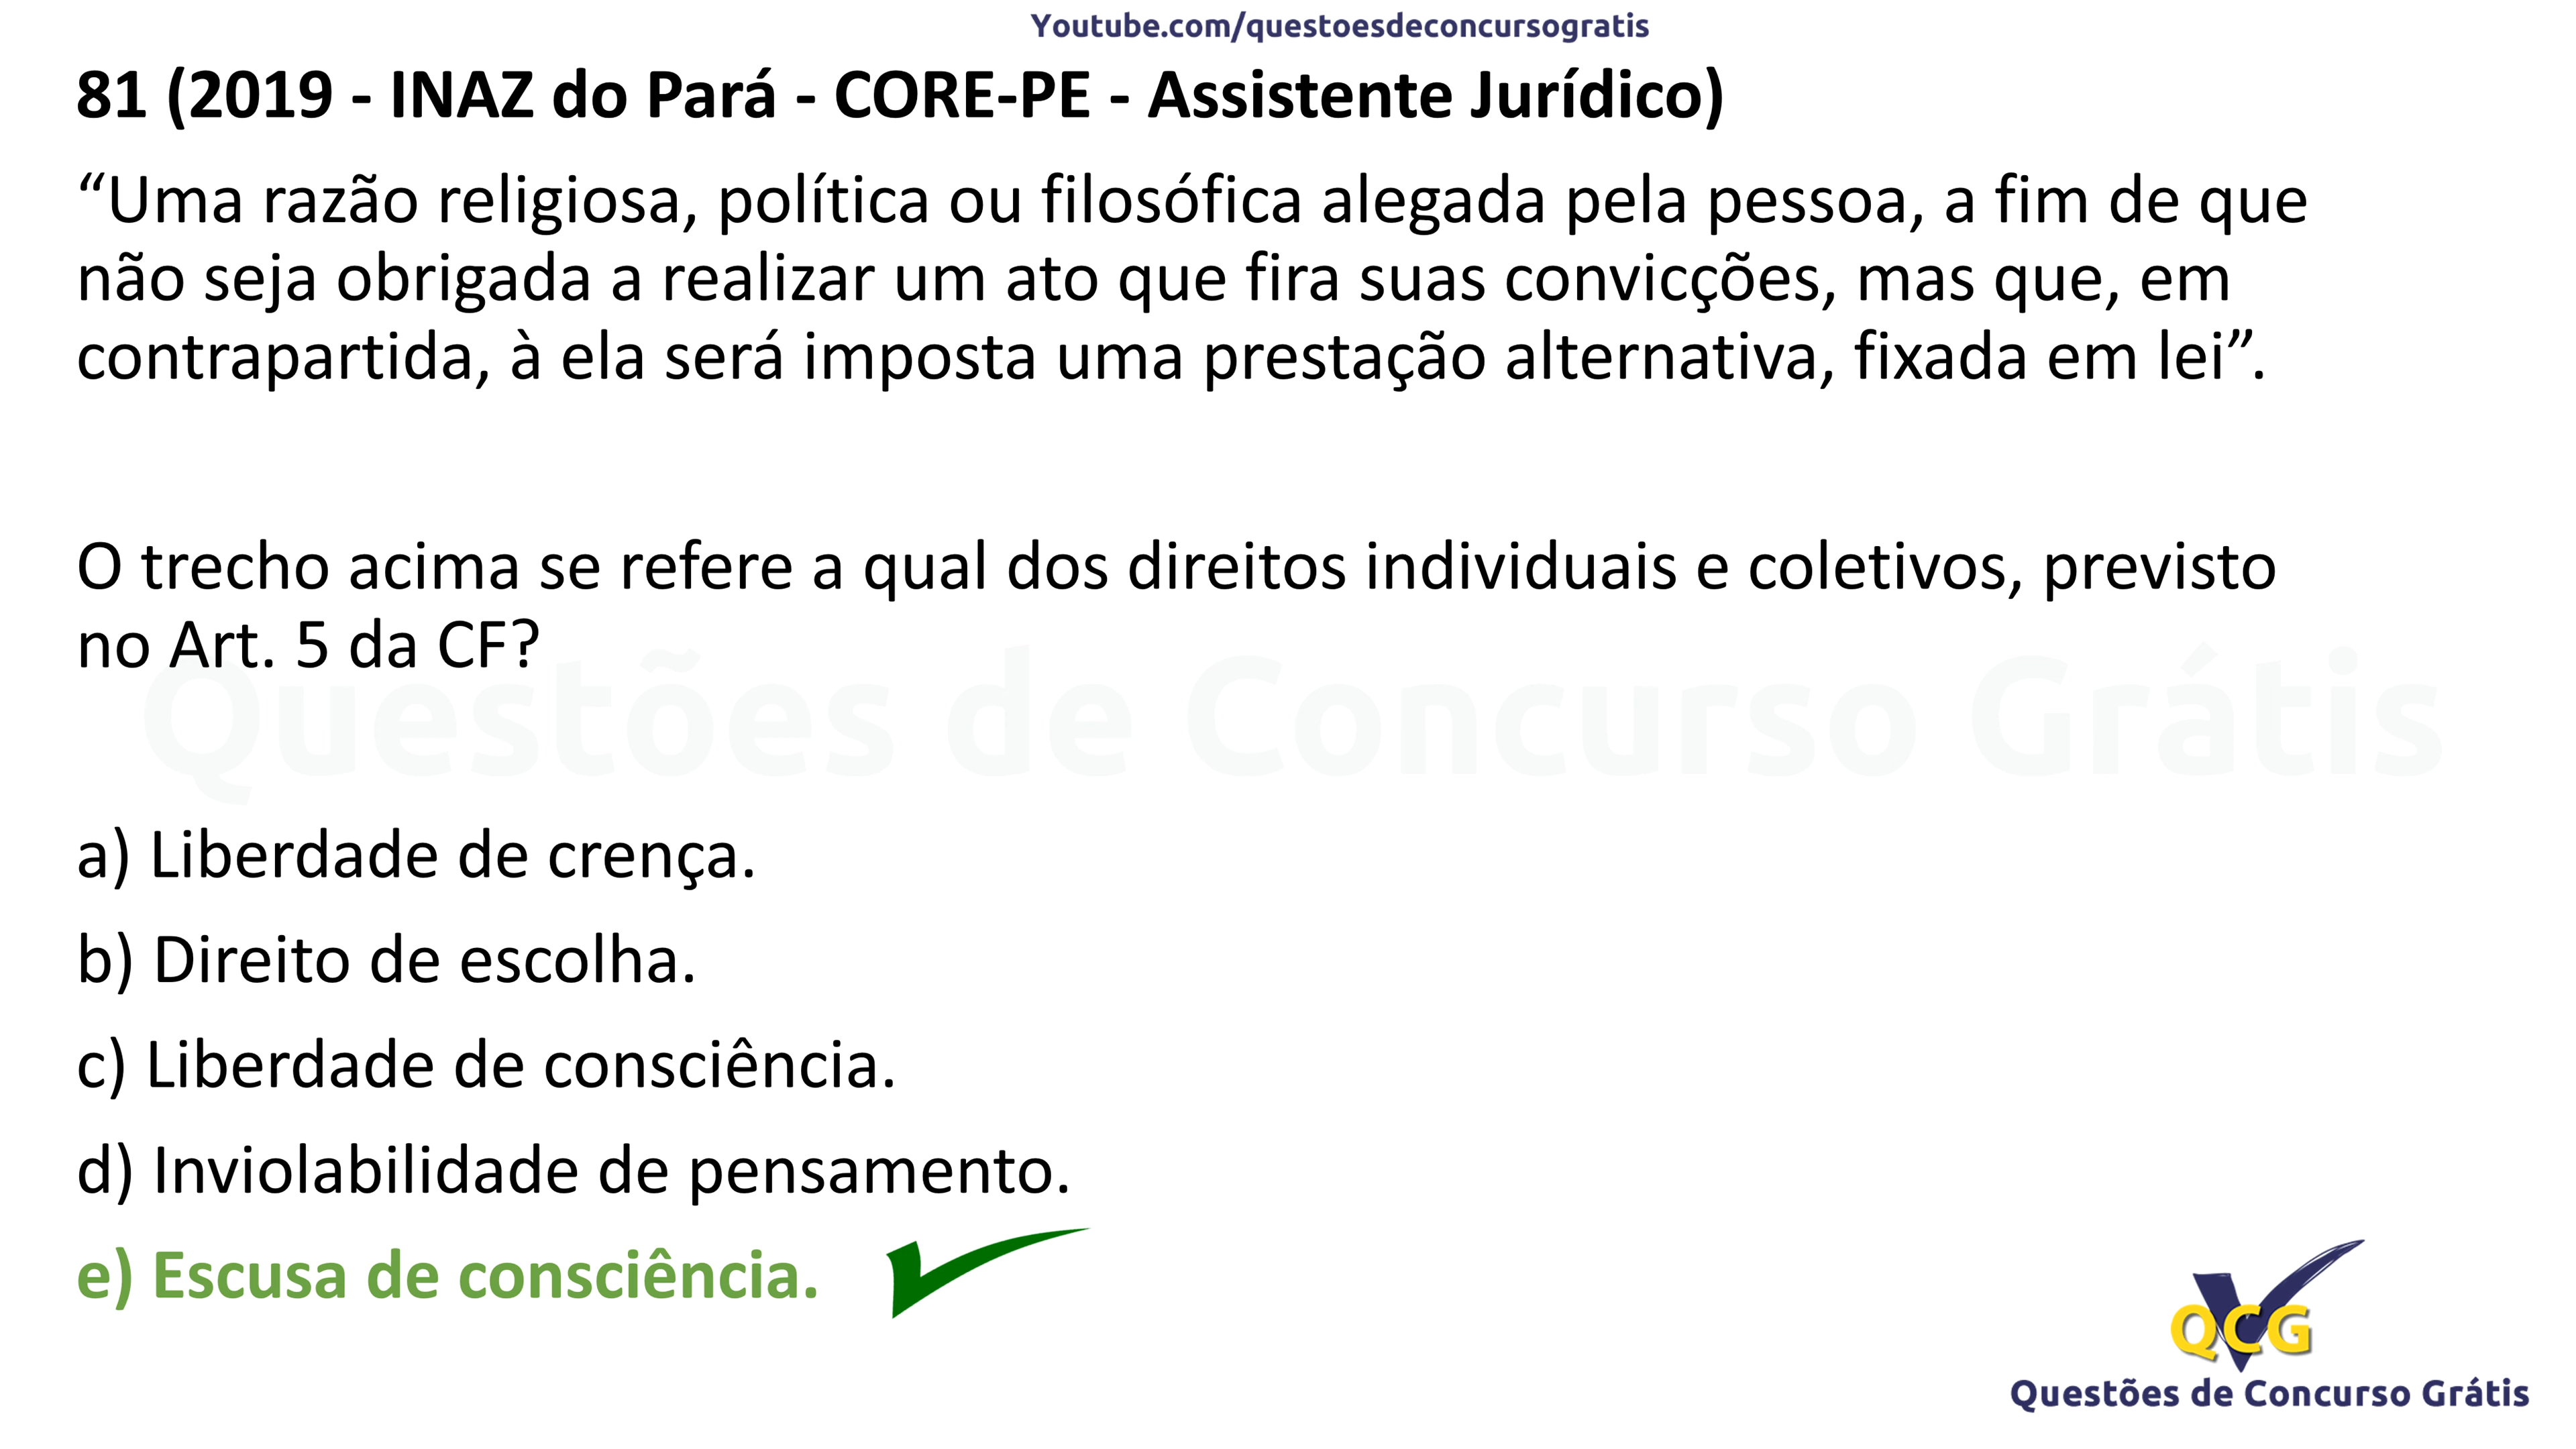 Youtube.com/questoesdeconcursogratis
81 (2019 - INAZ do Pará - CORE-PE - Assistente Jurídico)
“Uma razão religiosa, política ou filosófica alegada pela pessoa, a fim de que
não seja obrigada a realizar um ato que fira suas convicções, mas que, em
contrapartida, à ela será imposta uma prestação alternativa, fixada em lei”.
O trecho acima se refere a qual dos direitos individuais e coletivos, previsto
no Art. 5 da CF?
Questões de Concurso Grátis
a) Liberdade de crença.
b) Direito de escolha.
c) Liberdade de consciência.
d) Inviolabilidade de pensamento.
e) Escusa de consciência.
QCG
Questões de Concurso Grátis